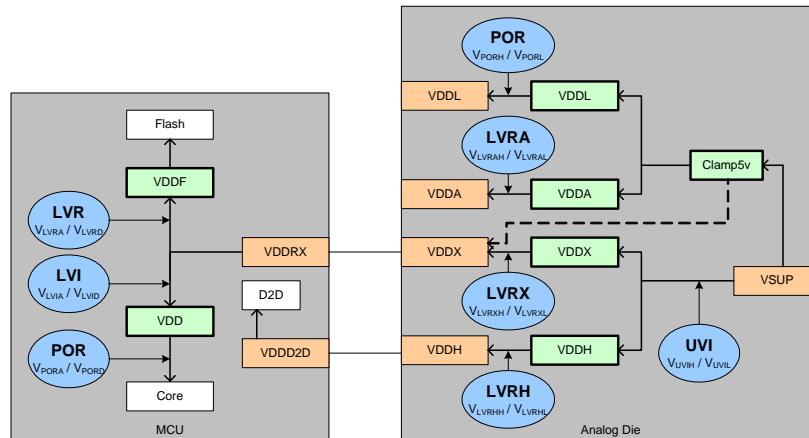 POR
VPORH / VPORL
VDDL
VDDL
LVRA
VLVRAH / VLVRAL
Clamp5v
VDDA
VDDA
Flash
VDDF
LVR
VLVRA / VLVRD
VDDRX
VDDX
VDDX
LVI
VLVIA / VLVID
VSUP
D2D
LVRX
VLVRXH / VLVRXL
VDD
UVI
VUVIH / VUVIL
POR
VPORA / VPORD
VDDD2D
VDDH
VDDH
Core
LVRH
VLVRHH / VLVRHL
MCU
Analog Die